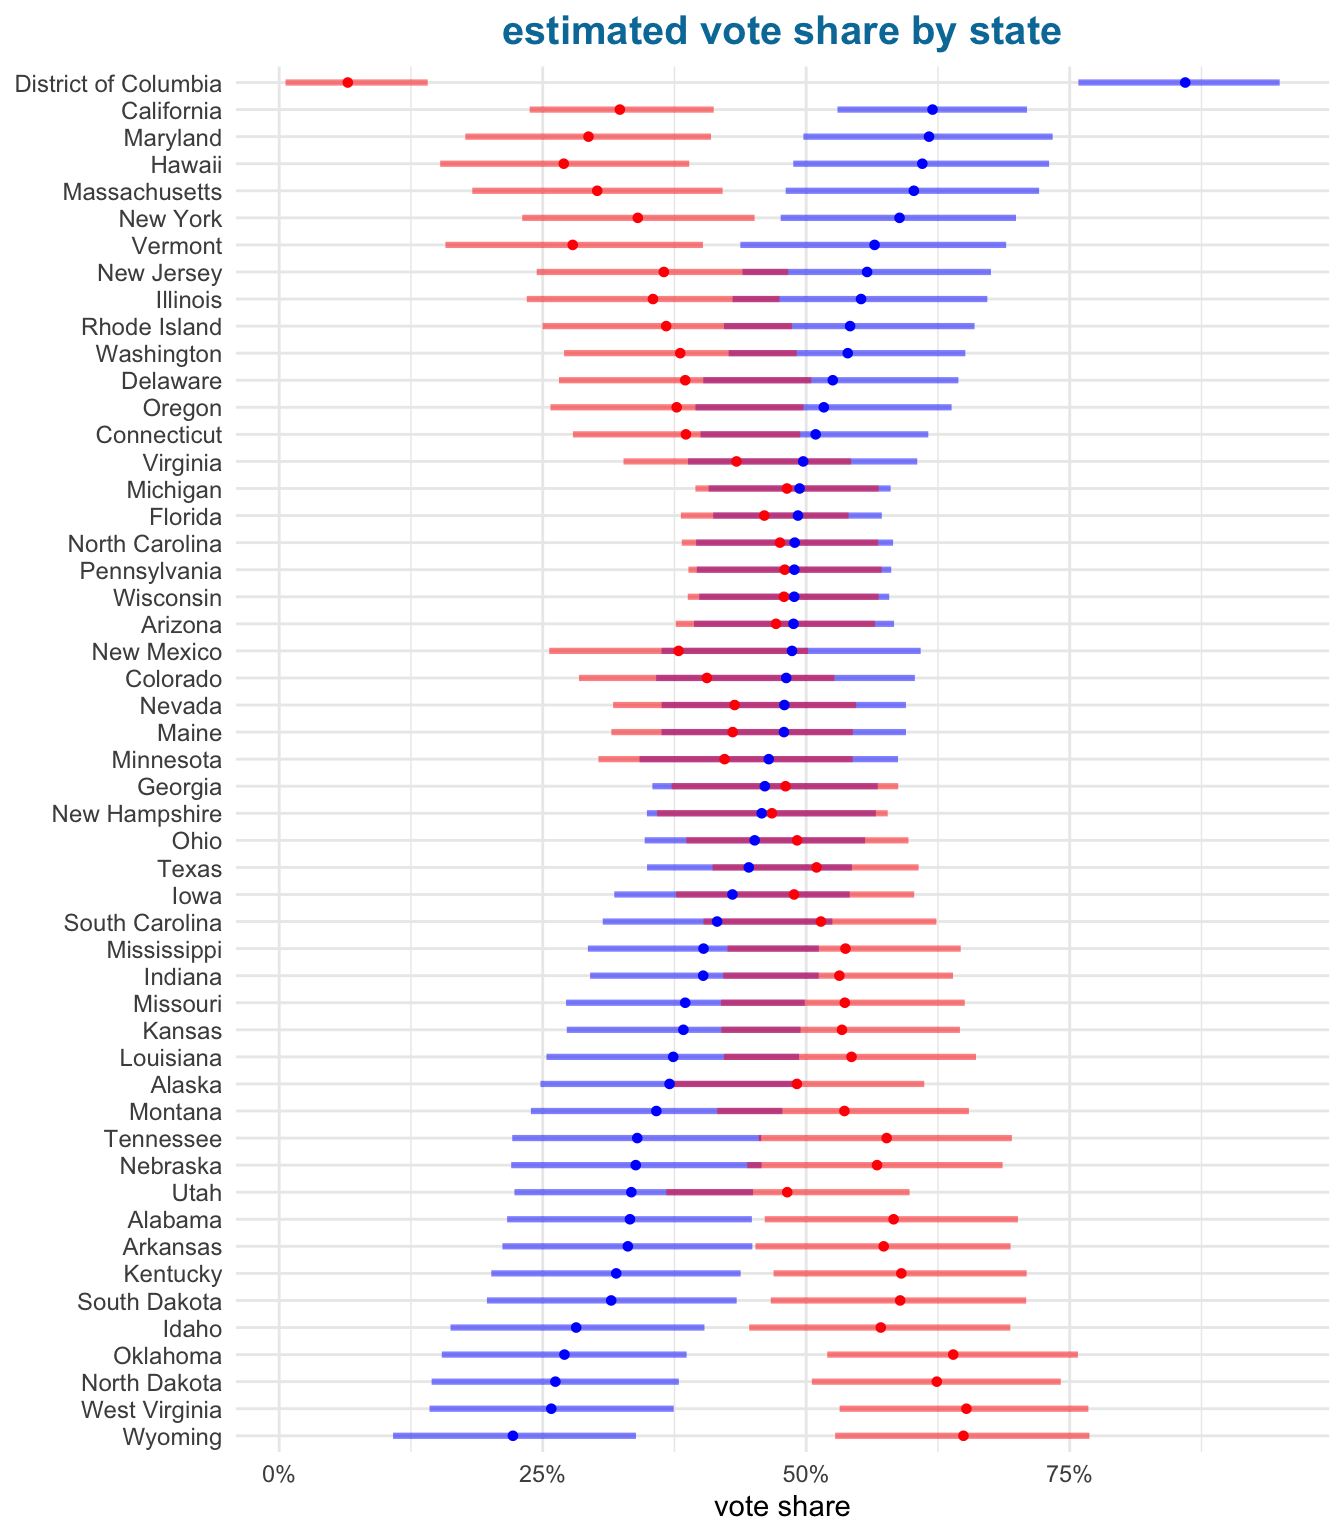 estimated vote share by state
District of Columbia
California
Maryland
Hawaii
Massachusetts
New York
Vermont
New Jersey
Illinois
Rhode Island
Washington
Delaware
Oregon
Connecticut
Virginia
Michigan
Florida
North Carolina
Pennsylvania
Wisconsin
Arizona
New Mexico
Colorado
Nevada
Maine
Minnesota
Georgia
New Hampshire
Ohio
Texas
Iowa
South Carolina
Mississippi
Indiana
Missouri
Kansas
Louisiana
Alaska
Montana
Tennessee
Nebraska
Utah
Alabama
Arkansas
Kentucky
South Dakota
Idaho
Oklahoma
North Dakota
West Virginia
Wyoming
0% 25% 50% 75%
vote share